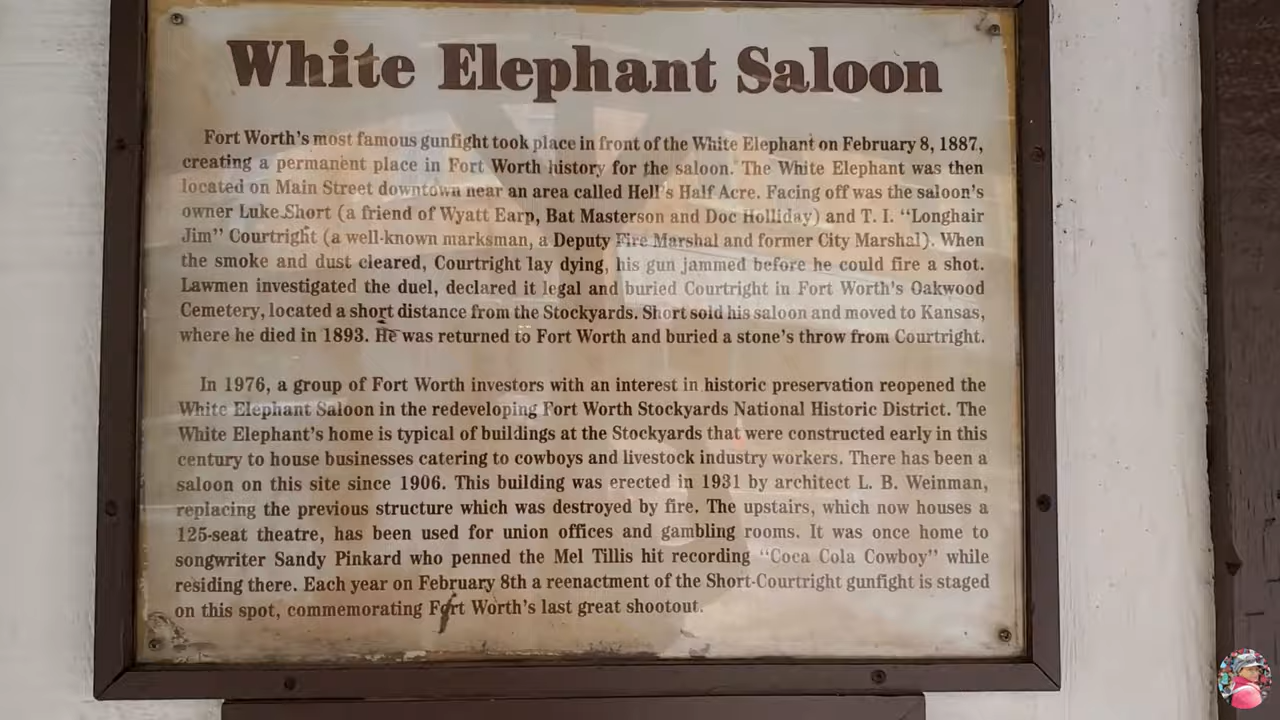 White Elephant Saloon
Fort Worth's most famous gunfight took place in front of the White Elephant on February 8, 1887,
creating a permanent place in Fort Worth history for the saloon. The White Elephant was then
located on Main Street downtown near an area called Hell's Half Acre. Facing off was the saloon's
owner Luke Short (a friend of Wyatt Earp, Bat Masterson and Doc Holliday) and T. I. "Longhair
Jim" Courtright (a well-known marksman, a Deputy Fire Marshal and former City Marshal). When
the smoke and dust cleared, Courtright lay dying, his gun jammed before he could fire a shot.
Lawmen investigated the duel, declared it legal and buried Courtright in Fort Worth's Oakwood
Cemetery, located a short distance from the Stockyards. Short sold his saloon and moved to Kansas,
where he died in 1893. He was returned to Fort Worth and buried a stone's throw from Courtright.
In 1976, a group of Fort Worth investors with an interest in historic preservation reopened the
White Elephant Saloon in the redeveloping Fort Worth Stockyards National Historic District. The
White Elephant's home is typical of buildings at the Stockyards that were constructed early in this
century to house businesses catering to cowboys and livestock industry workers. There has been a
saloon on this site since 1906. This building was erected in 1931 by architect L. B. Weinman,
replacing the previous structure which was destroyed by fire. The upstairs, which now houses a
125-seat theatre, has been used for union offices and gambling rooms. It was once home to
songwriter Sandy Pinkard who penned the Mel Tillis hit recording "Coca Cola Cowboy" while
residing there. Each year on February 8th a reenactment of the Short-Courtright gunfight is staged
on this spot, commemorating Fort Worth's last great shootout.